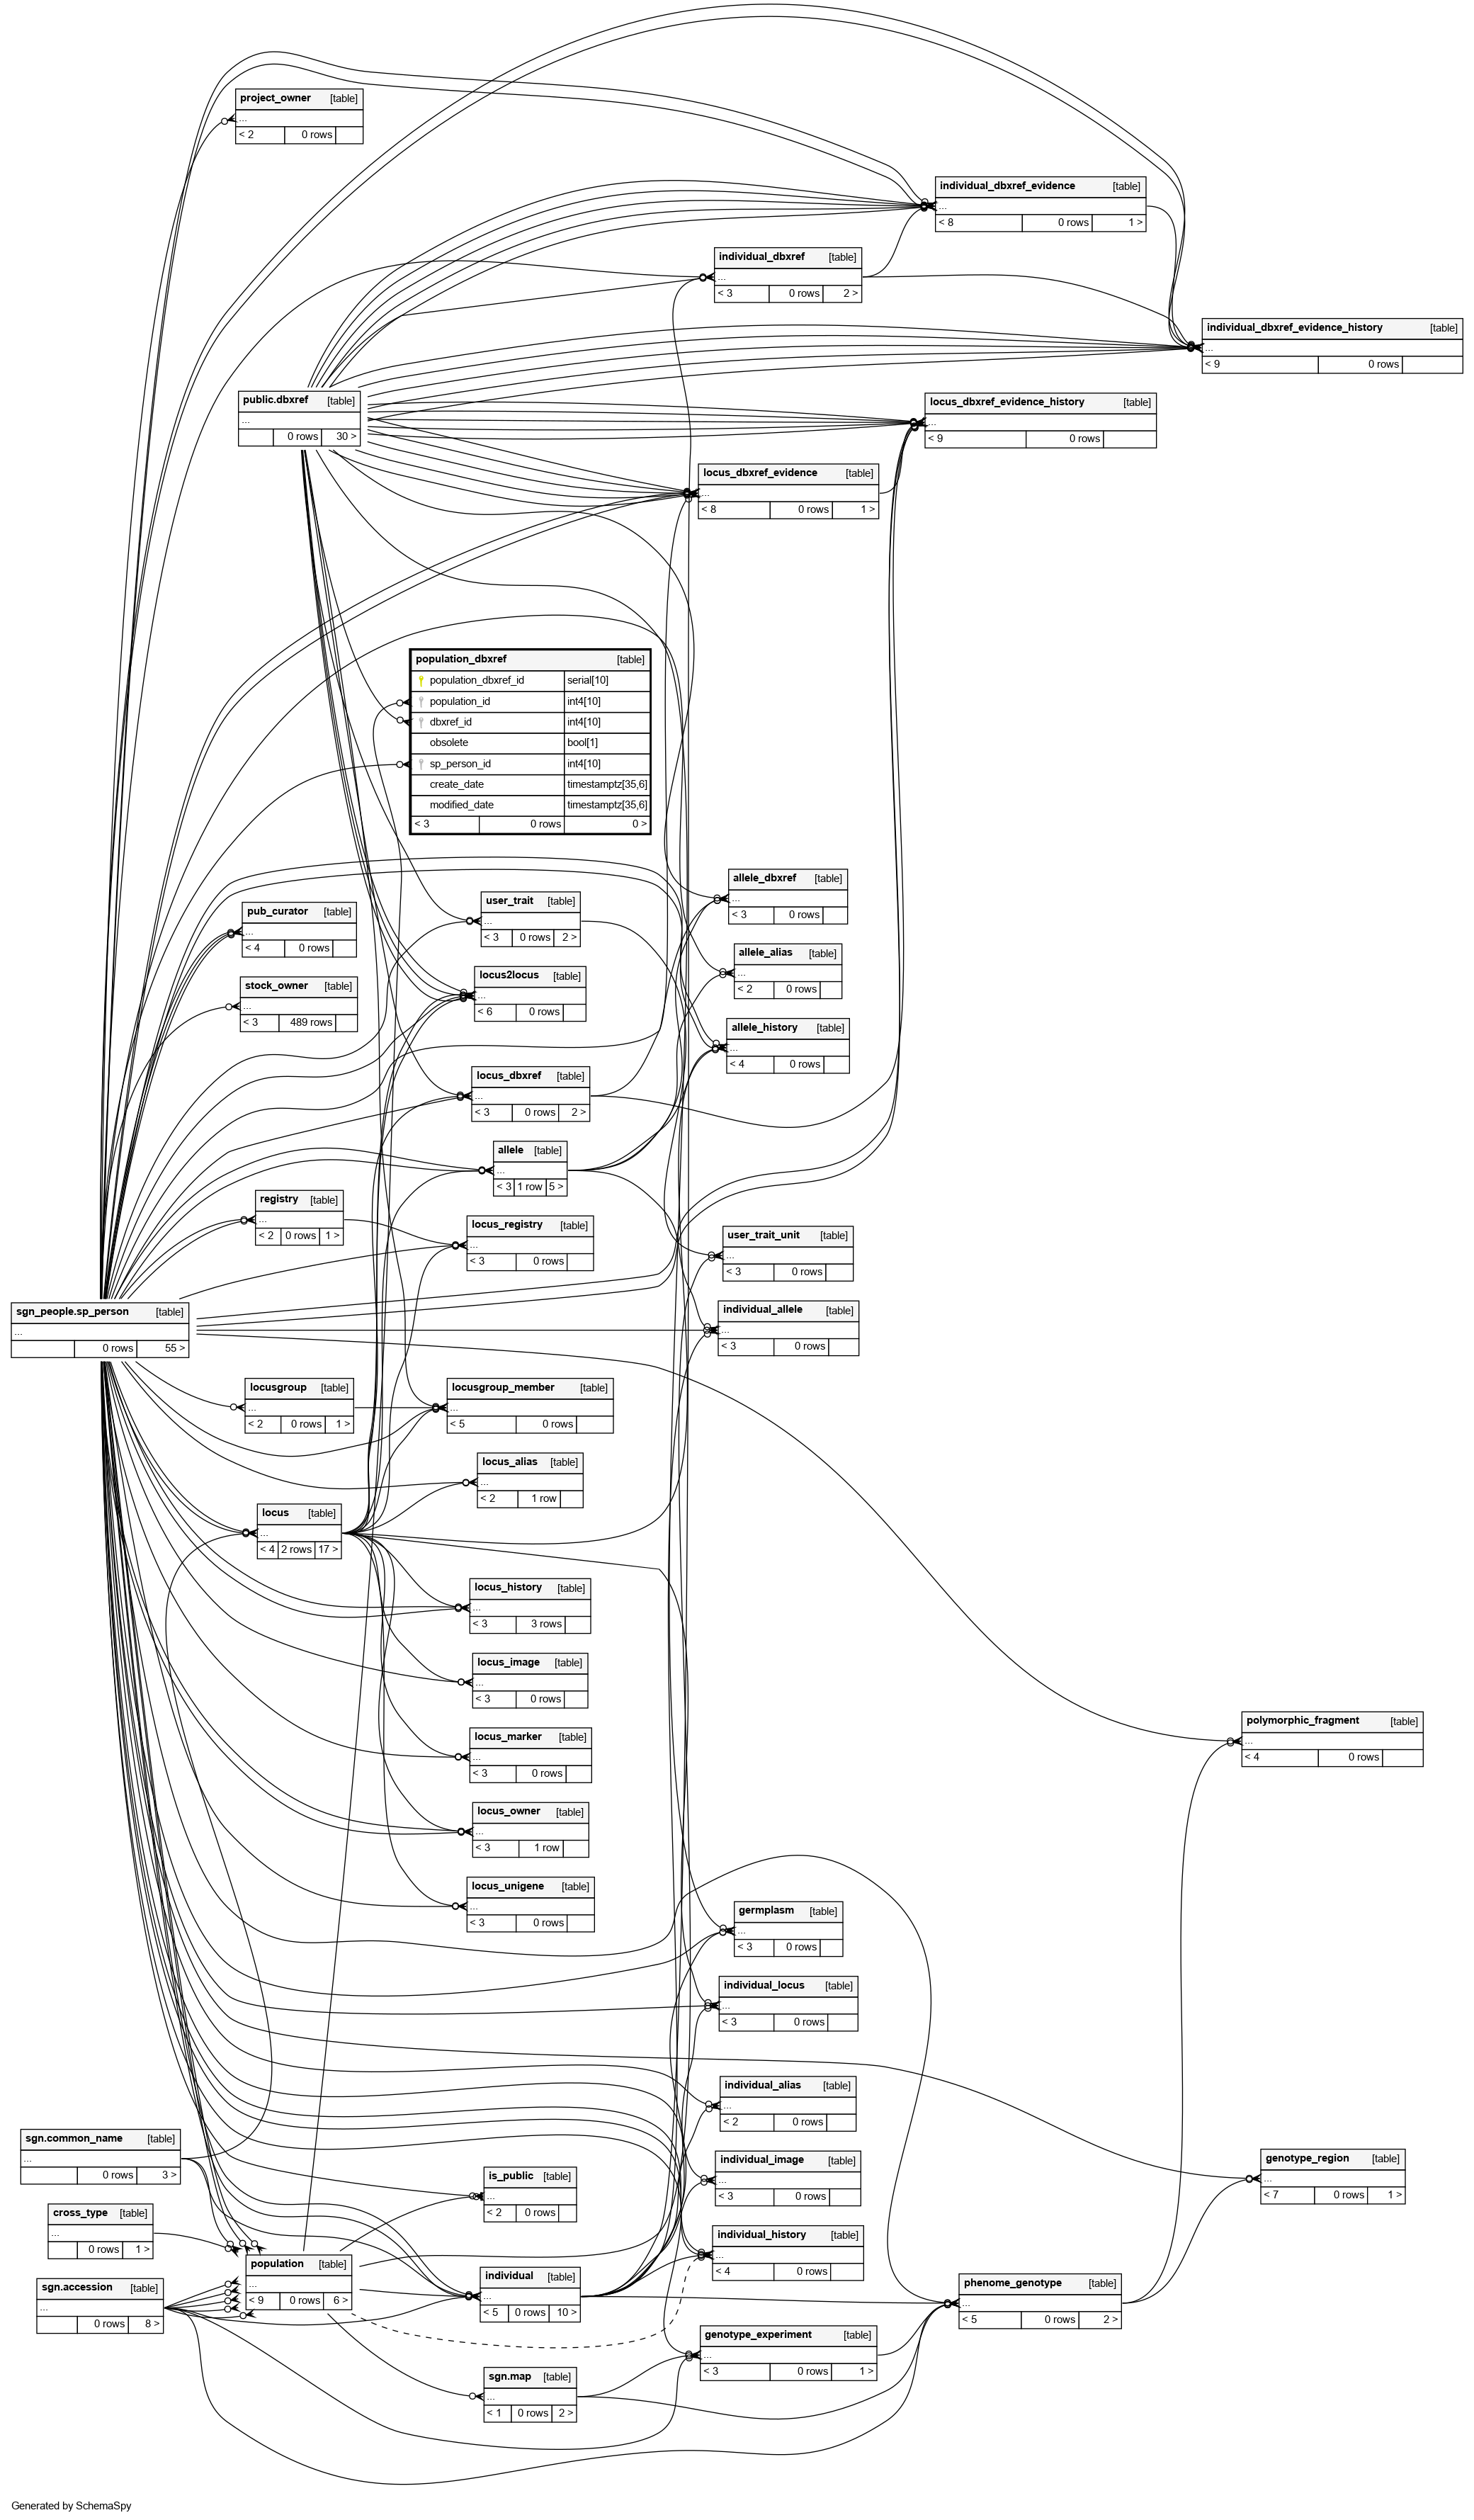 project_owner [table]
...
< 2 0 rows
individual_dbxref_evidence [table]
...
< 8 0 rows 1 >
individual_dbxref [table]
...
< 3 0 rows 2 >
individual_dbxref_evidence_history [table]
...
< 9 0 rows
public.dbxref [table]
...
0 rows 30 >
locus_dbxref_evidence_history [table]
...
< 9 0 rows
locus_dbxref_evidence [table]
...
< 8 0 rows 1 >
population_dbxref [table]
population_dbxref_id serial[10]
population_id int4[10]
dbxref_id int4[10]
obsolete bool[1]
sp_person_id int4[10]
create_date timestamptz[35,6]
modified_date timestamptz[35,6]
< 3 0 rows 0 >
allele_dbxref [table]
...
< 3 0 rows
user_trait [table]
...
< 3 0 rows 2 >
pub_curator [table]
...
< 4 0 rows
allele_alias [table]
...
< 2 0 rows
locus2locus [table]
...
< 6 0 rows
stock_owner [table]
...
< 3 489 rows
allele_history [table]
...
< 4 0 rows
locus_dbxref [table]
...
< 3 0 rows 2 >
allele [table]
...
< 3 1 row 5 >
registry [table]
...
< 2 0 rows 1 >
locus_registry [table]
...
< 3 0 rows
user_trait_unit [table]
...
< 3 0 rows
sgn_people.sp_person [table]
...
0 rows 55 >
individual_allele [table]
...
< 3 0 rows
locusgroup [table]
...
< 2 0 rows 1 >
locusgroup_member [table]
...
< 5 0 rows
locus_alias [table]
...
< 2 1 row
locus [table]
...
< 4 2 rows 17 >
locus_history [table]
...
< 3 3 rows
locus_image [table]
...
< 3 0 rows
polymorphic_fragment [table]
...
< 4 0 rows
locus_marker [table]
...
< 3 0 rows
locus_owner [table]
...
< 3 1 row
locus_unigene [table]
...
< 3 0 rows
germplasm [table]
...
< 3 0 rows
individual_locus [table]
...
< 3 0 rows
individual_alias [table]
...
< 2 0 rows
sgn.common_name [table]
...
0 rows 3 >
individual_image [table]
...
< 3 0 rows
genotype_region [table]
...
< 7 0 rows 1 >
is_public [table]
...
< 2 0 rows
cross_type [table]
...
0 rows 1 >
individual_history [table]
...
< 4 0 rows
population [table]
...
< 9 0 rows 6 >
individual [table]
...
< 5 0 rows 10 >
sgn.accession [table]
...
0 rows 8 >
phenome_genotype [table]
...
< 5 0 rows 2 >
genotype_experiment [table]
...
< 3 0 rows 1 >
sgn.map [table]
...
< 1 0 rows 2 >
Generated by SchemaSpy